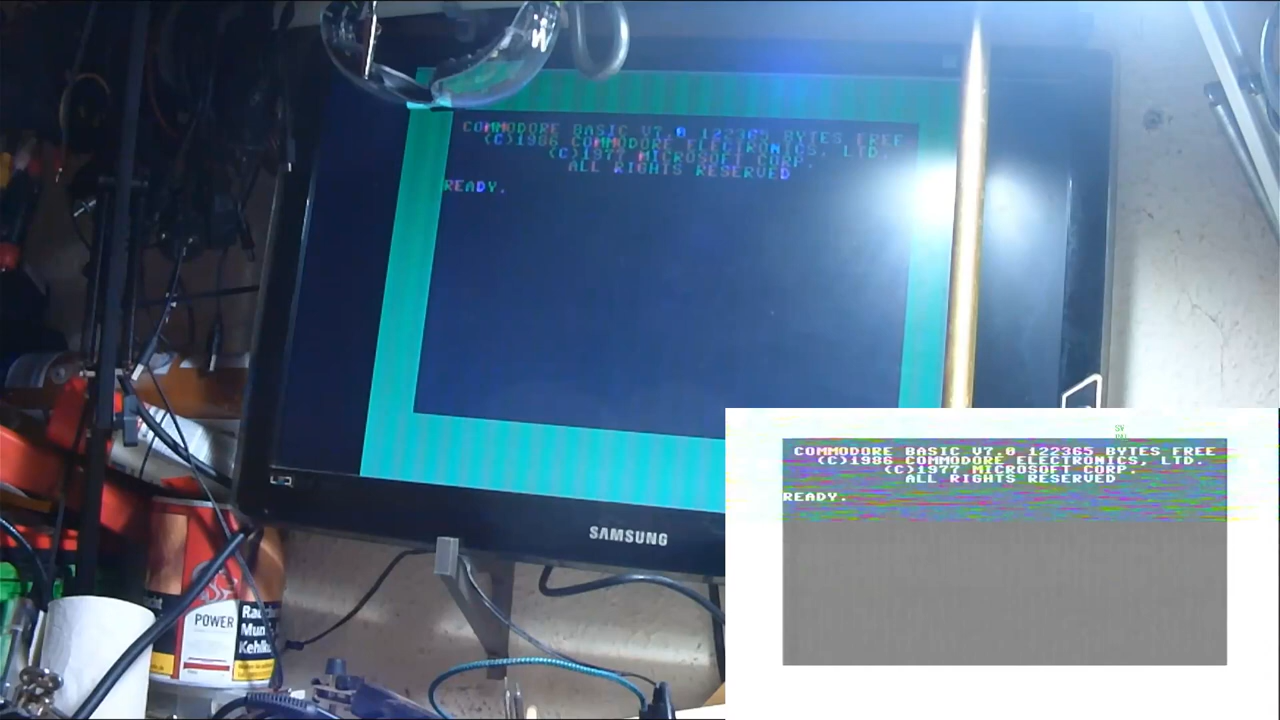 COMMODORE BASIC V7.0 122365 BYTES FREE
(C)1986 COMMODORE ELECTRONICS, LTD.
(C)1977 MICROSOFT CORP.
ALL RIGHTS RESERVED
READY.
SAMSUNG
COMMODORE BASIC V7.0 122365 BYTES FREE
(C)1986 COMMODORE ELECTRONICS, LTD.
(C)1977 MICROSOFT CORP.
ALL RIGHTS RESERVED
READY.
POWER